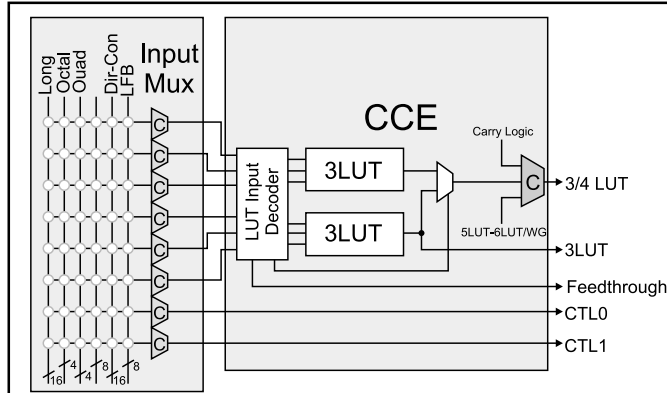 Long
Octal
Quad
Dir-Con
LFB
Input
Mux
C
C
C
C
C
C
C
C
16
4
4
8
16
8
CCE
LUT Input
Decoder
3LUT
3LUT
Carry Logic
C
5LUT-6LUT/WG
3/4 LUT
3LUT
Feedthrough
CTL0
CTL1